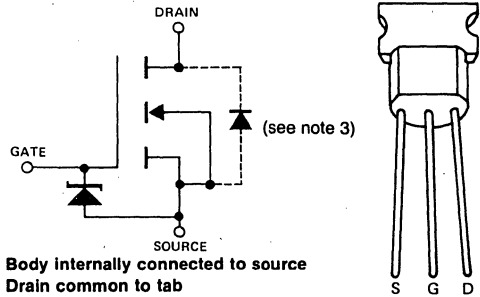 DRAIN
(see note 3)
GATE
SOURCE
Body internally connected to source
Drain common to tab
S G D